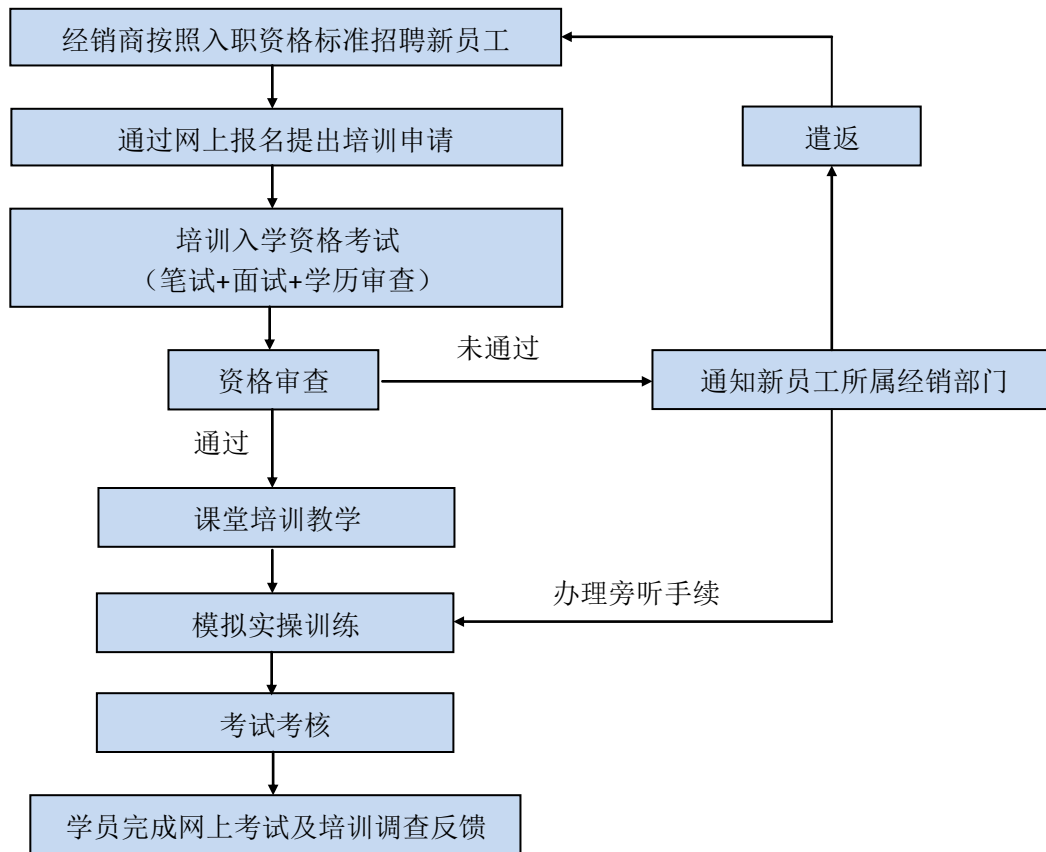 经销商按照入职资格标准招聘新员工
通过网上报名提出培训申请
遣返
培训入学资格考试
（笔试+面试+学历审查）
未通过
资格审查
通知新员工所属经销部门
通过
课堂培训教学
办理旁听手续
模拟实操训练
考试考核
学员完成网上考试及培训调查反馈